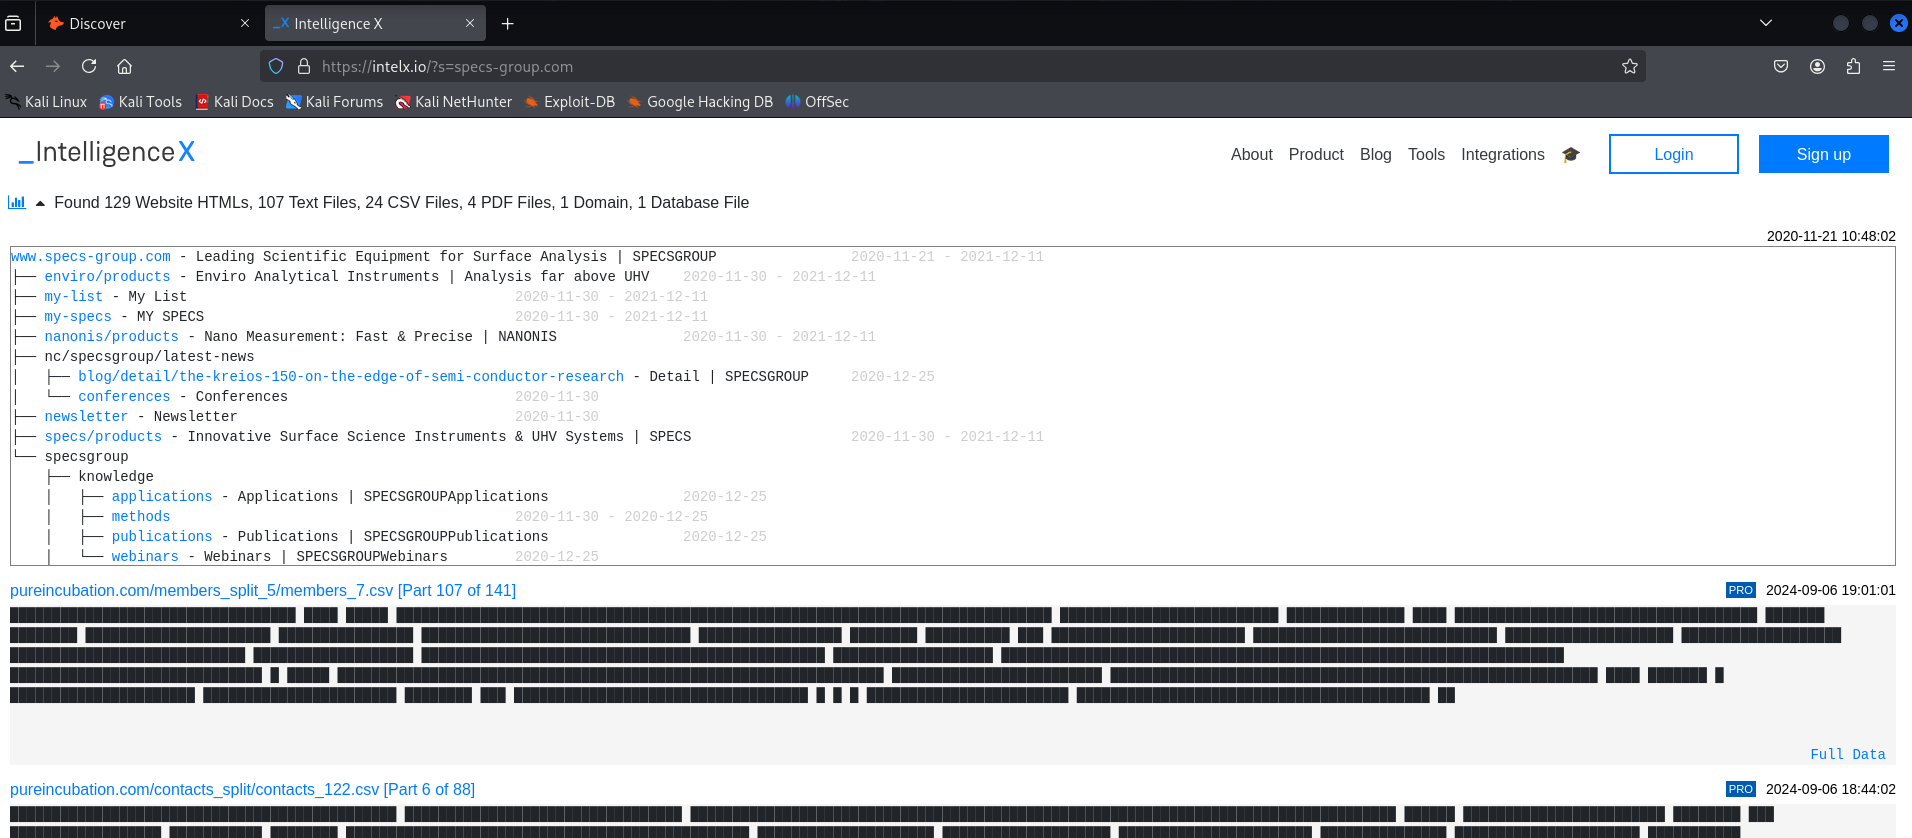 Discover
_X Intelligence X
https://intelx.io/?s=specs-group.com
Kali Linux Kali Tools Kali Docs Kali Forums Kali NetHunter Exploit-DB Google Hacking DB OffSec
_IntelligenceX
About Product Blog Tools Integrations Login Sign up
Found 129 Website HTMLs, 107 Text Files, 24 CSV Files, 4 PDF Files, 1 Domain, 1 Database File
2020-11-21 10:48:02
www.specs-group.com - Leading Scientific Equipment for Surface Analysis | SPECSGROUP 2020-11-21 - 2021-12-11
├── enviro/products - Enviro Analytical Instruments | Analysis far above UHV 2020-11-30 - 2021-12-11
├── my-list - My List 2020-11-30 - 2021-12-11
├── my-specs - MY SPECS 2020-11-30 - 2021-12-11
├── nanonis/products - Nano Measurement: Fast & Precise | NANONIS 2020-11-30 - 2021-12-11
├── nc/specsgroup/latest-news
│   ├── blog/detail/the-kreios-150-on-the-edge-of-semi-conductor-research - Detail | SPECSGROUP 2020-12-25
│   └── conferences - Conferences 2020-11-30
├── newsletter - Newsletter 2020-11-30
├── specs/products - Innovative Surface Science Instruments & UHV Systems | SPECS 2020-11-30 - 2021-12-11
└── specsgroup
    ├── knowledge
    │   ├── applications - Applications | SPECSGROUPApplications 2020-12-25
    │   ├── methods 2020-11-30 - 2020-12-25
    │   ├── publications - Publications | SPECSGROUPPublications 2020-12-25
    │   └── webinars - Webinars | SPECSGROUPWebinars 2020-12-25
pureincubation.com/members_split_5/members_7.csv [Part 107 of 141] PRO 2024-09-06 19:01:01
Full Data
pureincubation.com/contacts_split/contacts_122.csv [Part 6 of 88] PRO 2024-09-06 18:44:02